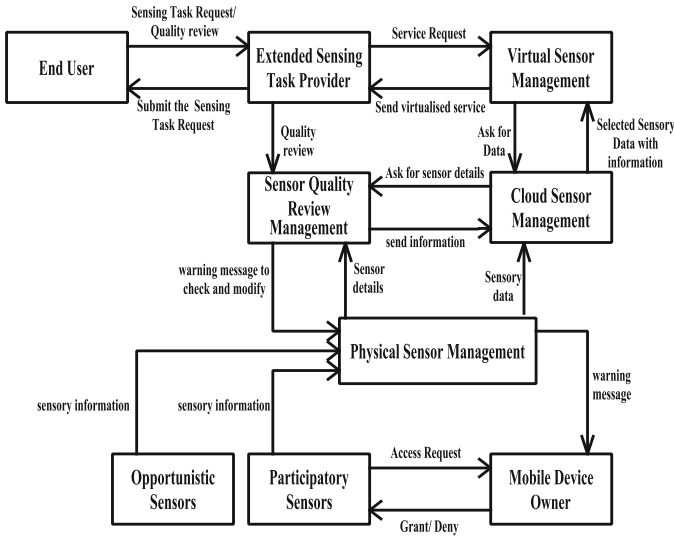 Sensing Task Request/
Quality review
End User
Extended Sensing
Task Provider
Service Request
Virtual Sensor
Management
Submit the Sensing
Task Request
Send virtualised service
Quality
review
Ask for
Data
Selected Sensory
Data with
information
Sensor Quality
Review
Management
Ask for sensor details
Cloud Sensor
Management
send information
warning message to
check and modify
Sensor
details
Sensory
data
Physical Sensor Management
sensory information
sensory information
warning
message
Opportunistic
Sensors
Participatory
Sensors
Access Request
Mobile Device
Owner
Grant/ Deny